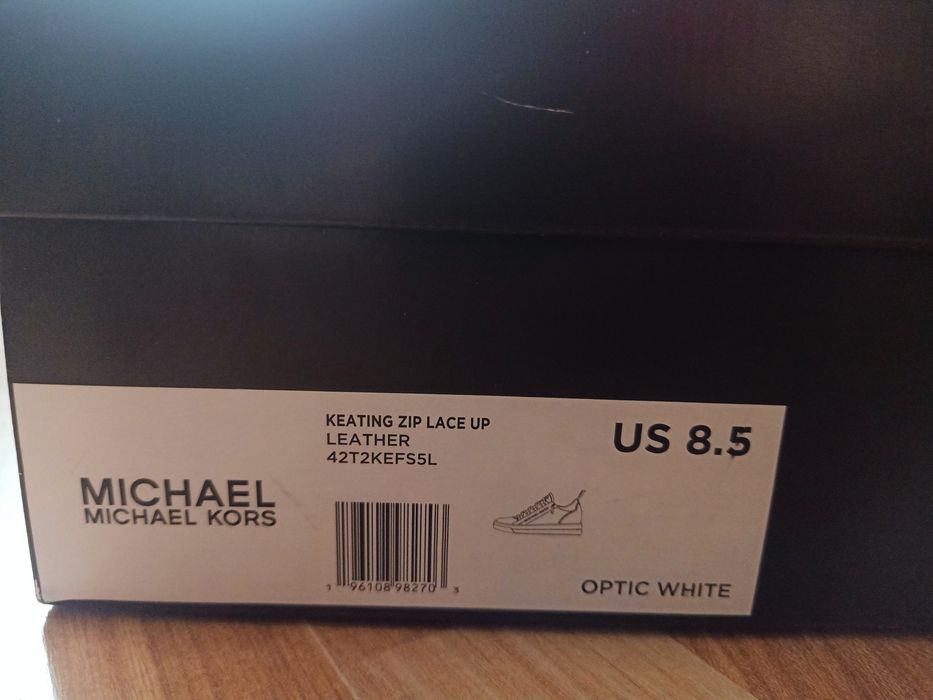 KEATING ZIP LACE UP
LEATHER
42T2KEFS5L
US 8.5
MICHAEL
MICHAEL KORS
1 96108 98270 3
OPTIC WHITE